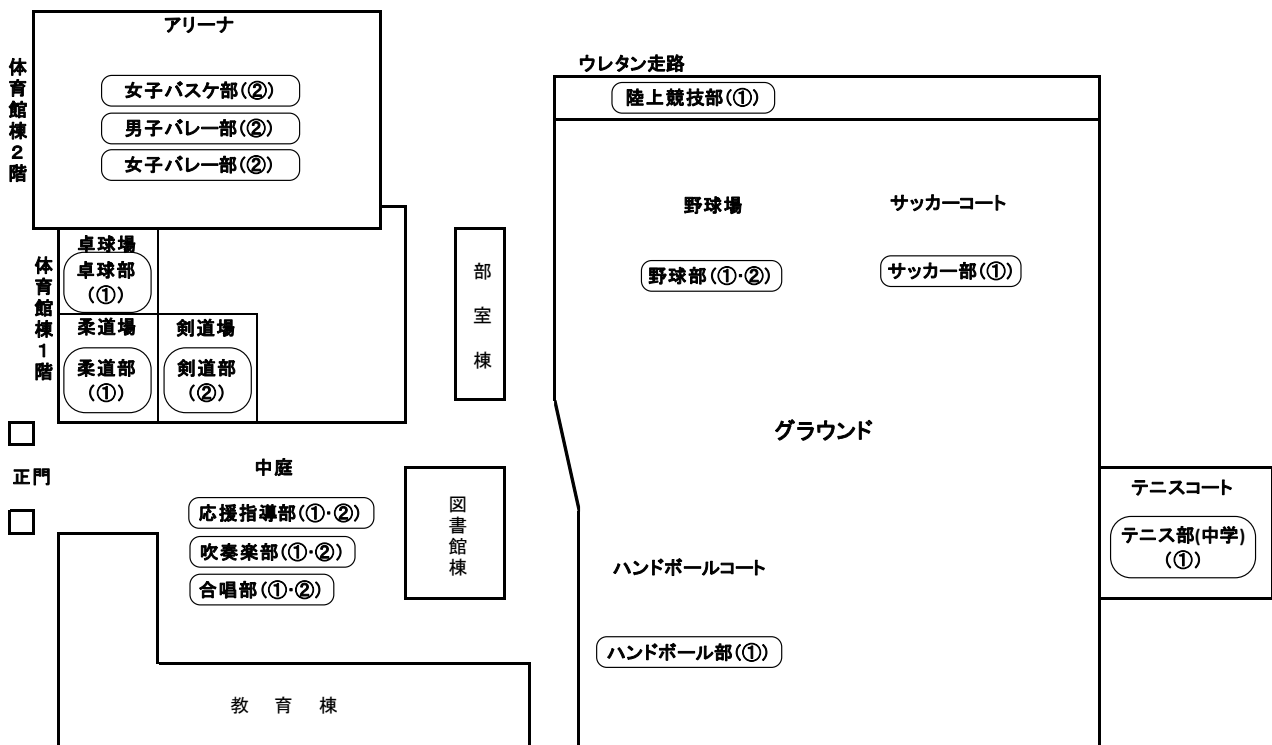 アリーナ
体育館棟2階
女子バスケ部(②)
男子バレー部(②)
女子バレー部(②)
ウレタン走路
陸上競技部(①)
野球場
サッカーコート
野球部(①·②)
サッカー部(①)
体育館棟1階
卓球場
卓球部
(①)
柔道場
剣道場
柔道部
(①)
剣道部
(②)
部室棟
グラウンド
正門
中庭
応援指導部(①·②)
吹奏楽部(①·②)
合唱部(①·②)
図書館棟
テニスコート
テニス部(中学)
(①)
ハンドボールコート
ハンドボール部(①)
教育棟